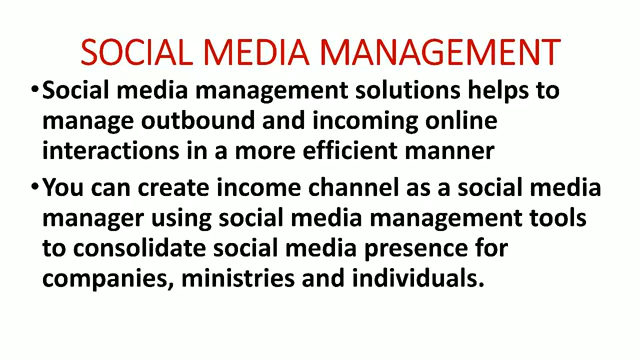 SOCIAL MEDIA MANAGEMENT
•Social media management solutions helps to
manage outbound and incoming online
interactions in a more efficient manner
•You can create income channel as a social media
manager using social media management tools
to consolidate social media presence for
companies, ministries and individuals.